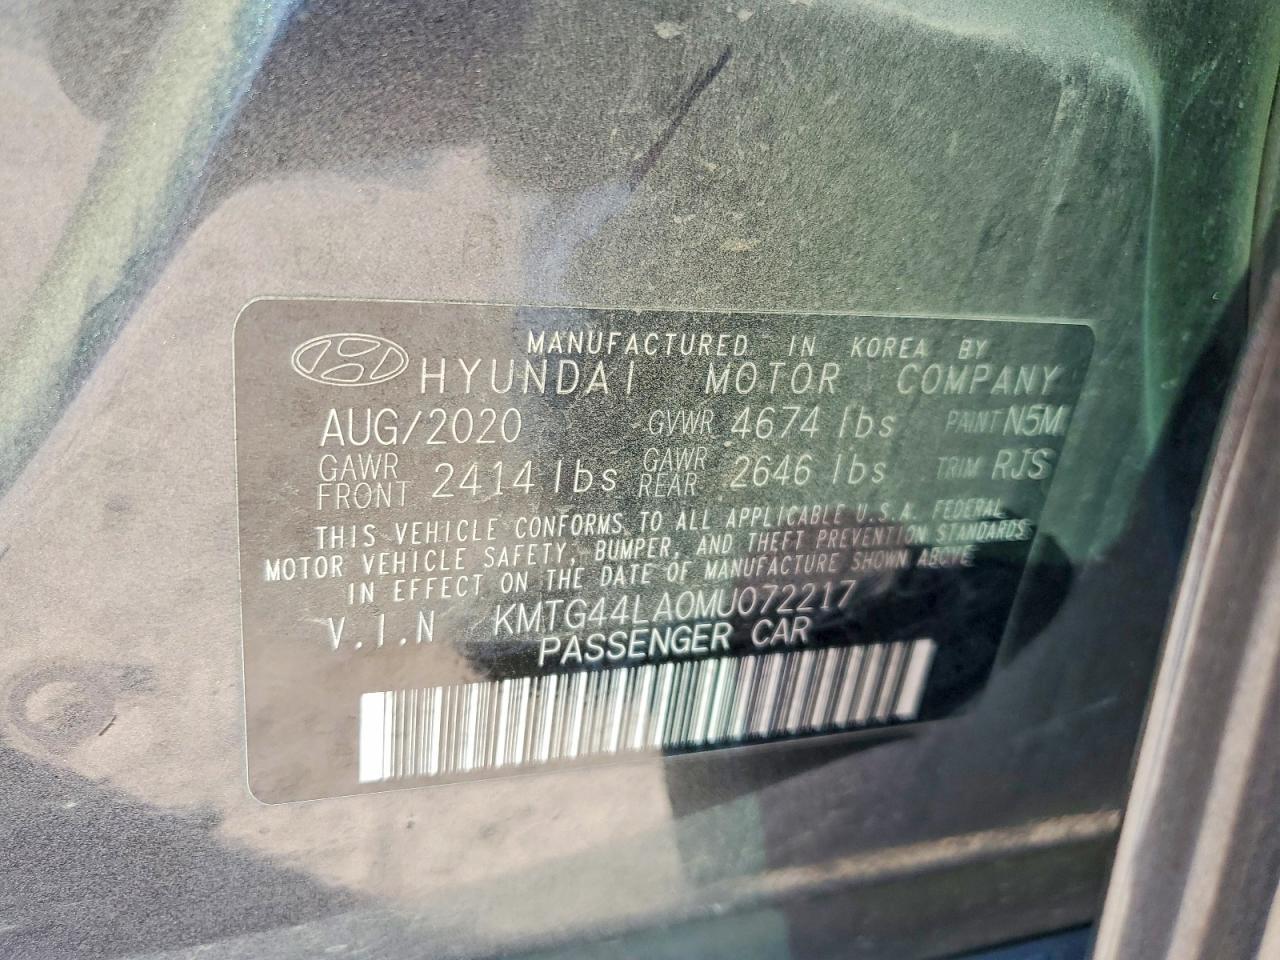 MANUFACTURED IN KOREA BY
HYUNDAI MOTOR COMPANY
AUG/2020 GVWR 4674 lbs PAINT N5M
GAWR FRONT 2414 lbs GAWR REAR 2646 lbs TRIM RJS
THIS VEHICLE CONFORMS TO ALL APPLICABLE U.S.A. FEDERAL
MOTOR VEHICLE SAFETY, BUMPER, AND THEFT PREVENTION STANDARDS
IN EFFECT ON THE DATE OF MANUFACTURE SHOWN ABOVE
V.I.N KMTG44LA0MU072217
PASSENGER CAR